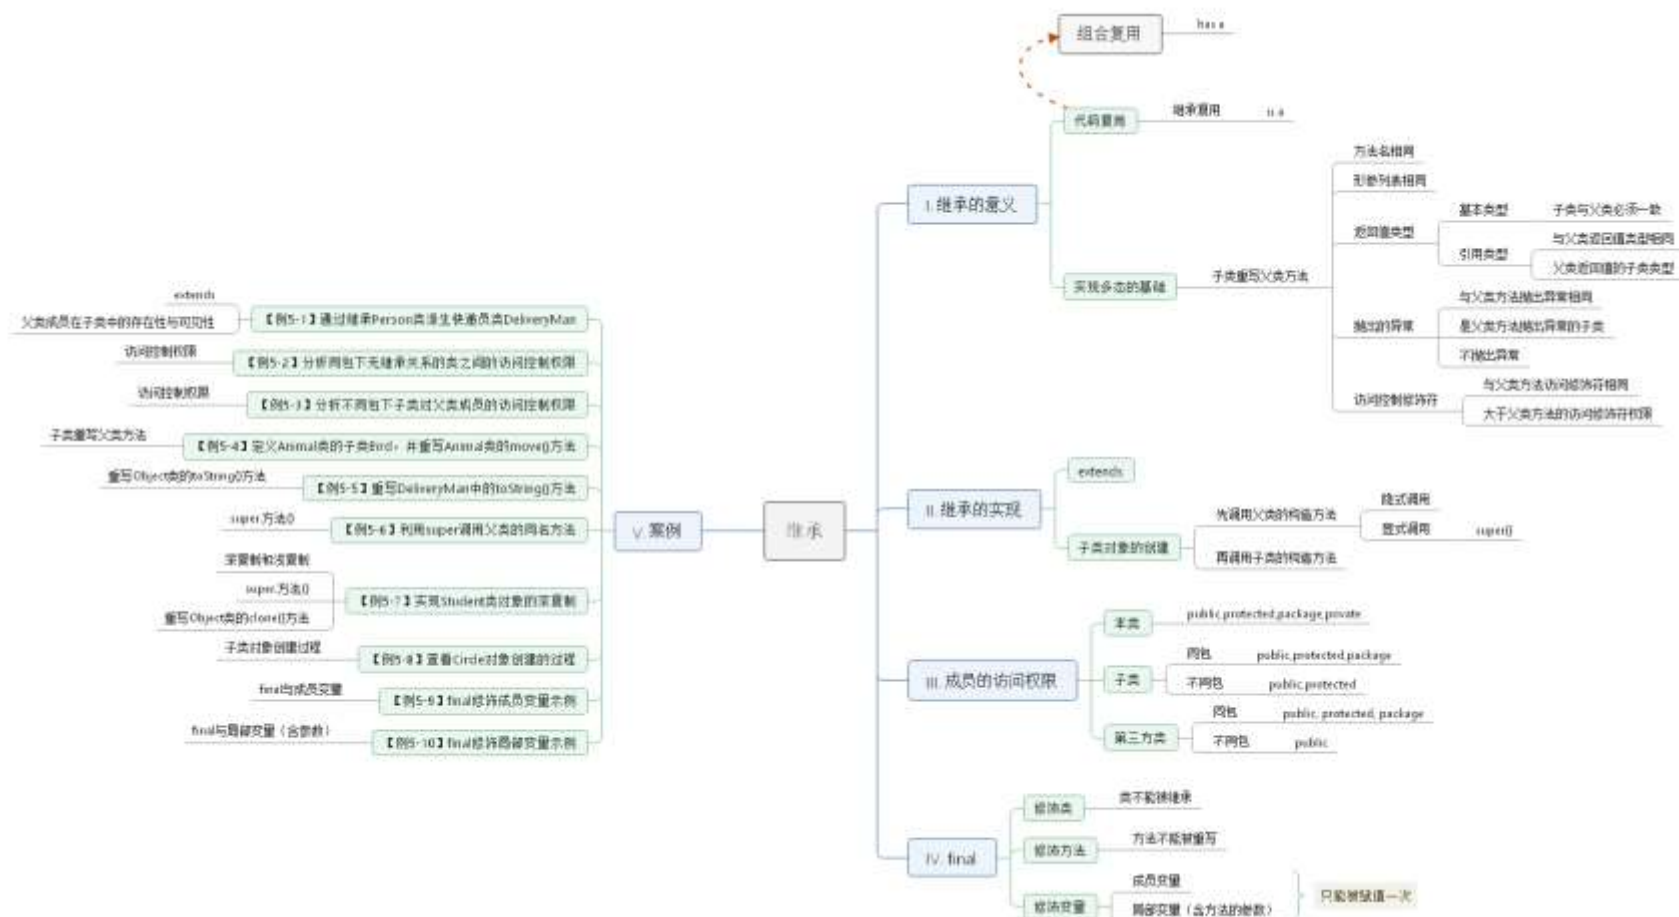 继承
I. 继承的意义
代码复用
继承复用
is a
组合复用
has a
实现多态的基础
子类重写父类方法
方法名相同
形参列表相同
返回值类型
基本类型
子类与父类必须一致
引用类型
与父类返回值类型相同
父类返回值的子类类型
抛出的异常
与父类方法抛出异常相同
是父类方法抛出异常的子类
不抛出异常
访问控制修饰符
与父类方法访问修饰符相同
大于父类方法的访问修饰符权限
II. 继承的实现
extends
子类对象的创建
先调用父类的构造方法
隐式调用
显式调用
super()
再调用子类的构造方法
III. 成员的访问权限
本类
public,protected,package,private
子类
同包
public,protected,package
不同包
public,protected
第三方类
同包
public, protected, package
不同包
public
IV. final
修饰类
类不能被继承
修饰方法
方法不能被重写
修饰变量
成员变量
局部变量（含方法的参数）
只能被赋值一次
V. 案例
【例5-1】通过继承Person类派生快递员类DeliveryMan
extends
父类成员在子类中的存在性与可见性
【例5-2】分析同包下无继承关系的类之间的访问控制权限
访问控制权限
【例5-3】分析不同包下子类对父类成员的访问控制权限
访问控制权限
【例5-4】定义Animal类的子类Bird，并重写Animal类的move()方法
子类重写父类方法
【例5-5】重写DeliveryMan中的toString()方法
重写Object类的toString()方法
【例5-6】利用super调用父类的同名方法
super.方法()
【例5-7】实现Student类对象的深复制
深复制和浅复制
super.方法()
重写Object类的clone()方法
【例5-8】查看Circle对象创建的过程
子类对象创建过程
【例5-9】final修饰成员变量示例
final与成员变量
【例5-10】final修饰局部变量示例
final与局部变量（含参数）